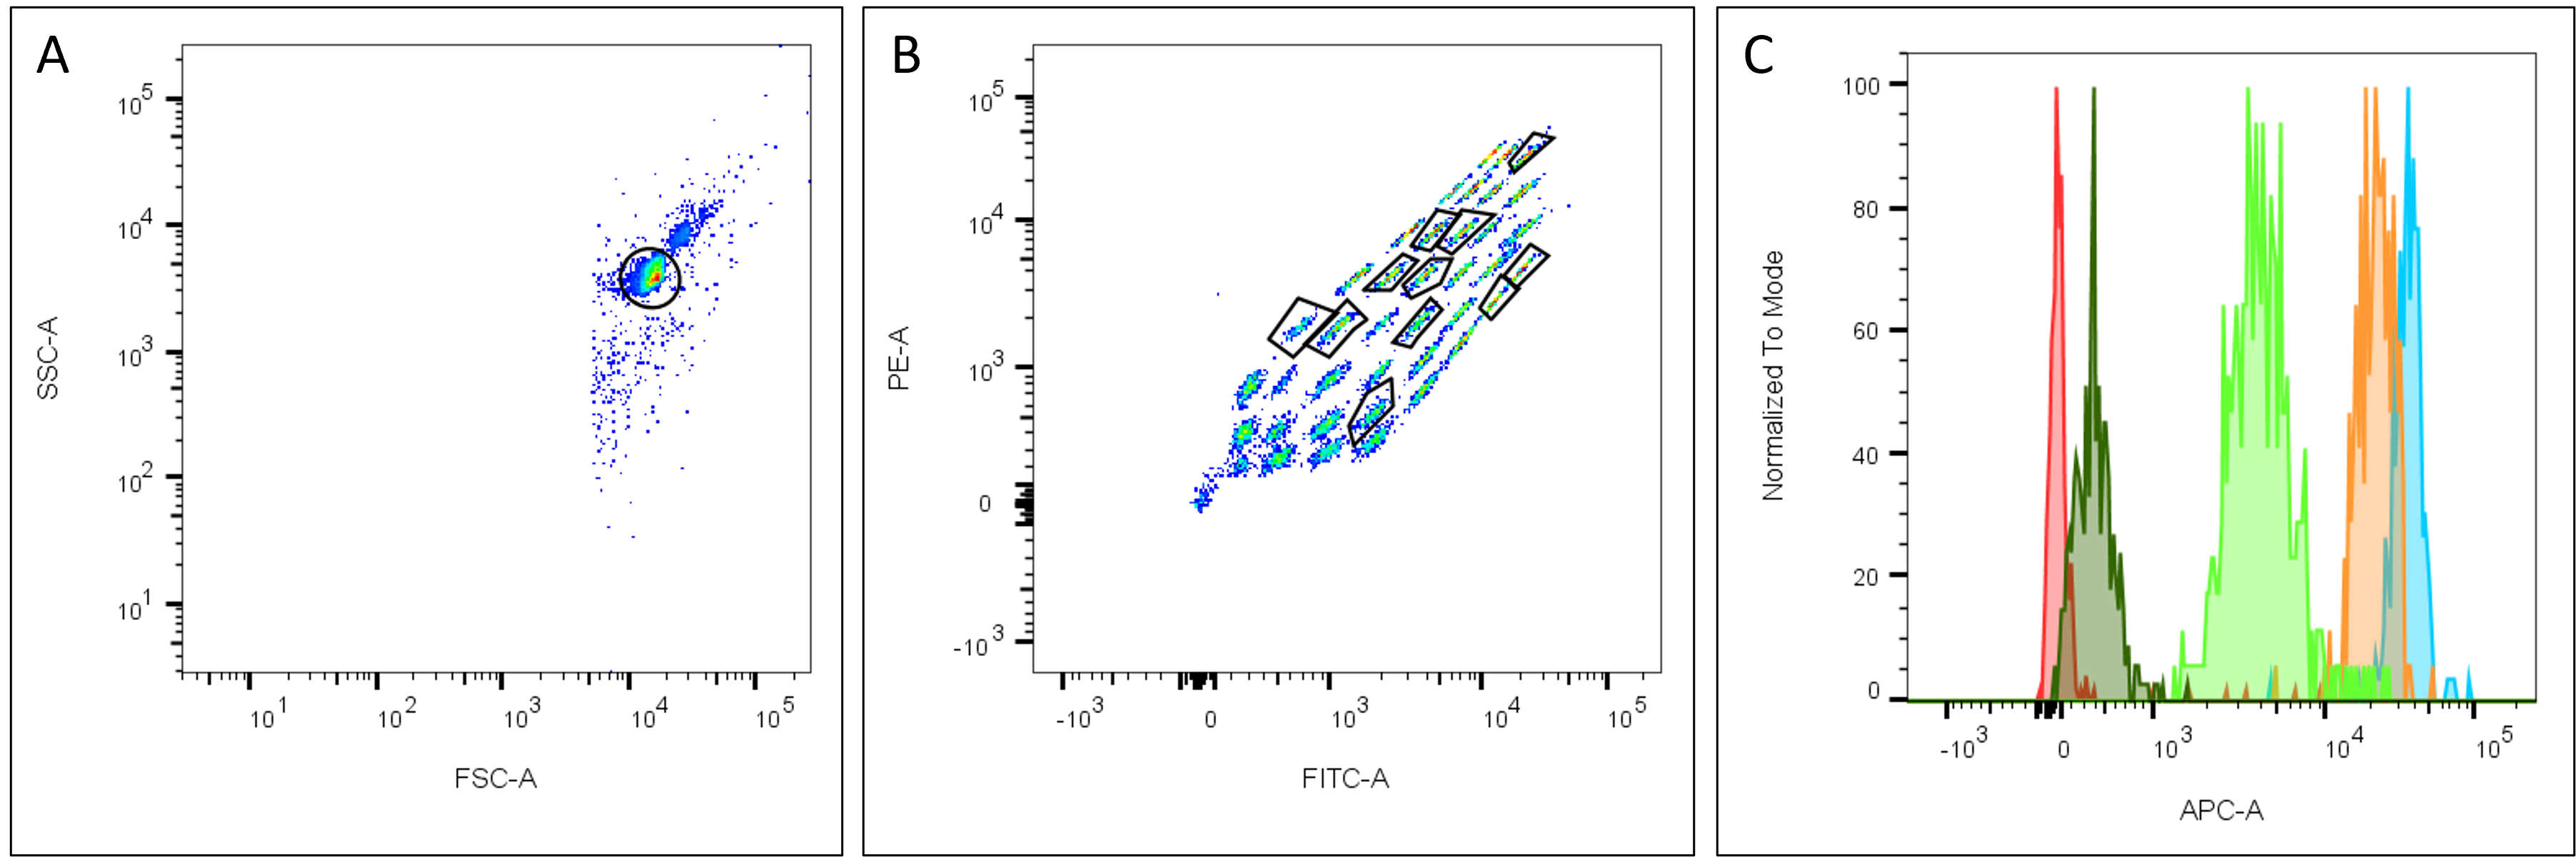 A
10^5
10^4
10^3
10^2
10^1
SSC-A
10^1 10^2 10^3 10^4 10^5
FSC-A
B
10^5
10^4
10^3
0
-10^3
PE-A
-10^3 0 10^3 10^4 10^5
FITC-A
C
100
80
60
40
20
0
Normalized To Mode
-10^3 0 10^3 10^4 10^5
APC-A